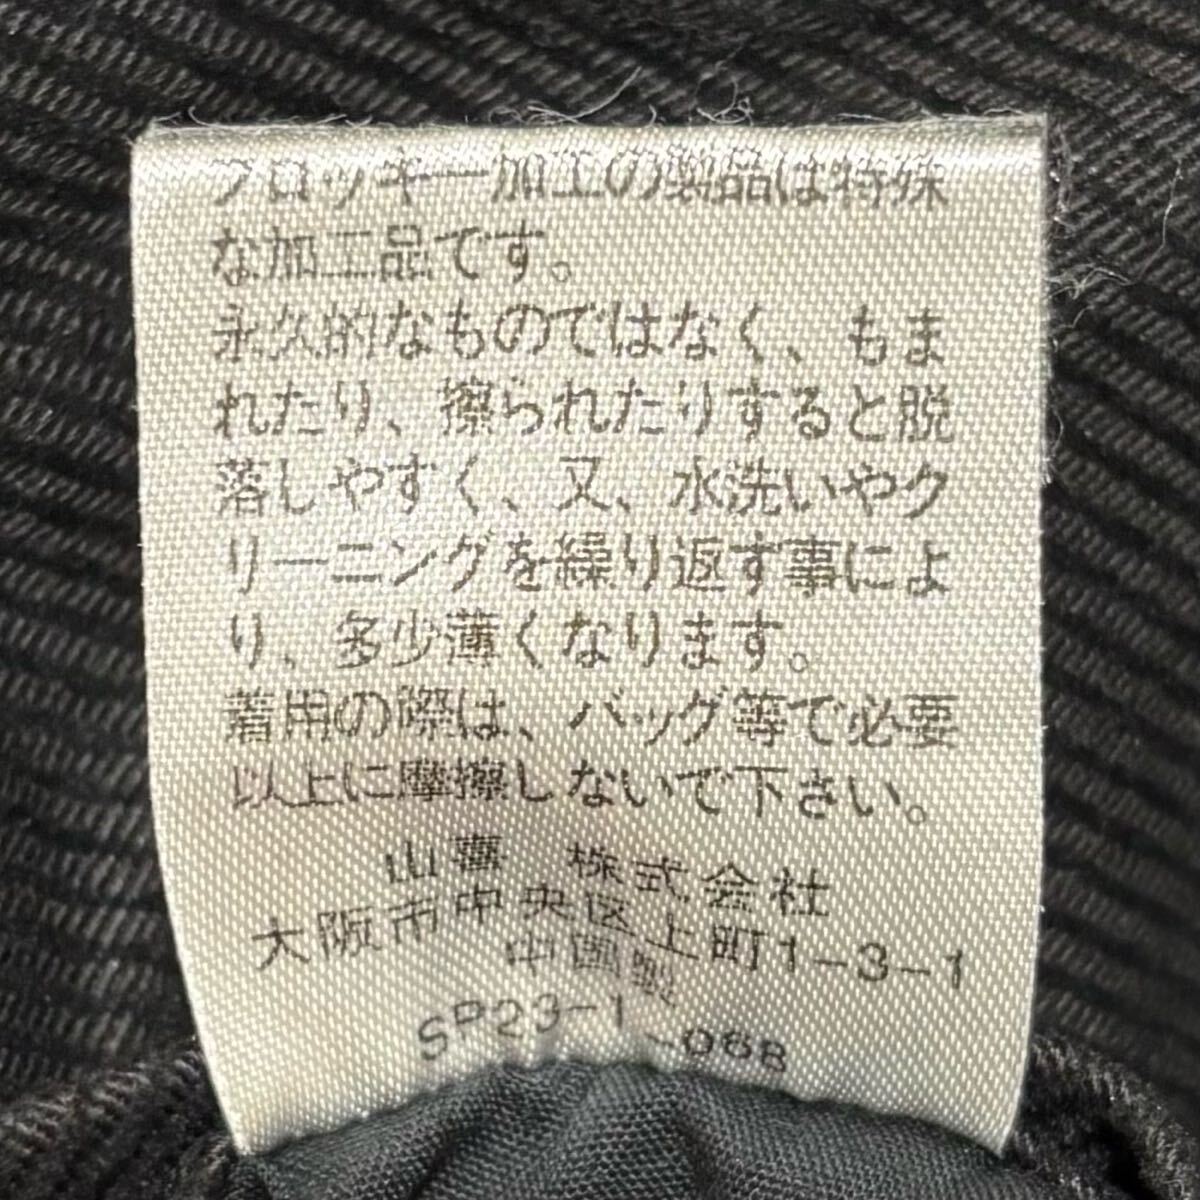 フロッキー加工の製品は特殊
な加工品です。
永久的なものではなく、もま
れたり、擦られたりすると脱
落しやすく、又、水洗いやク
リーニングを繰り返す事によ
り、多少薄くなります。
着用の際は、バッグ等で必要
以上に摩擦しないで下さい。
山喜 株式会社
大阪市中央区上町1-3-1
中国製
SP23-1 -068